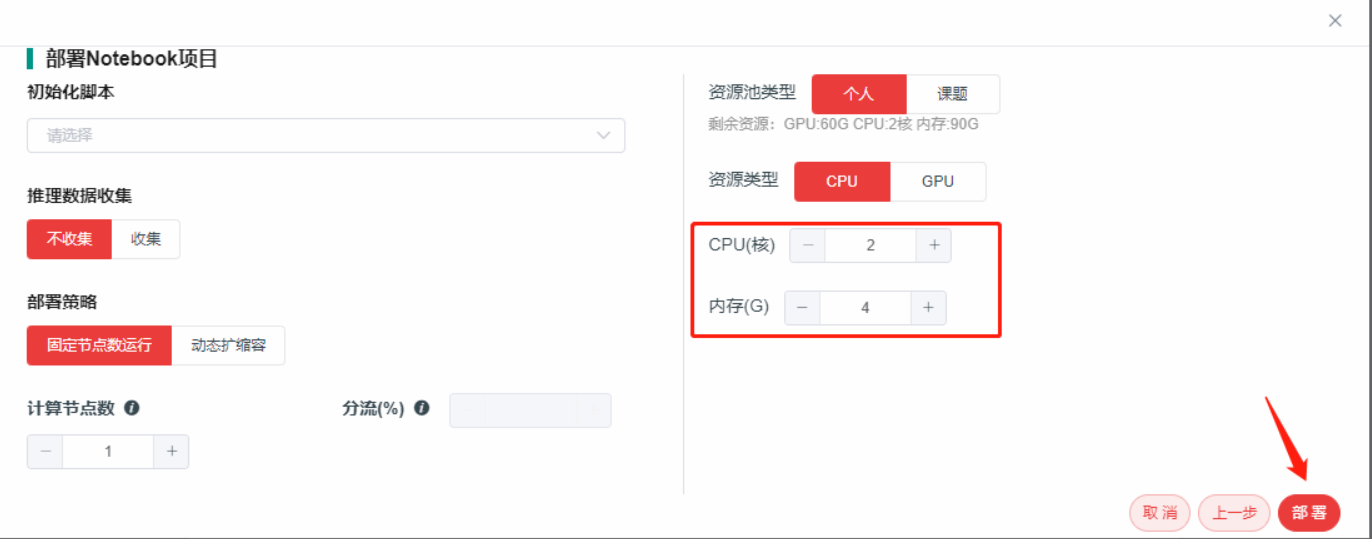 部署Notebook项目
初始化脚本
请选择
推理数据收集
不收集 收集
部署策略
固定节点数运行 动态扩缩容
计算节点数 分流(%)
1
资源池类型 个人 课题
剩余资源：GPU:60G CPU:2核 内存:90G
资源类型 CPU GPU
CPU(核) 2
内存(G) 4
取消 上一步 部署